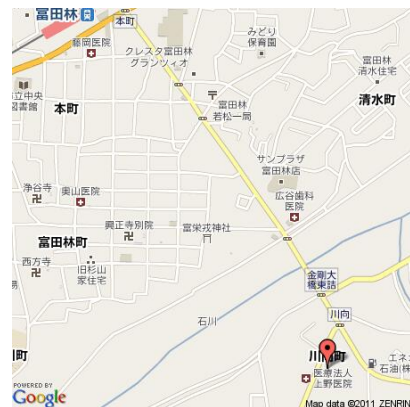 富田林
本町
藤岡医院
クレスタ富田林
グランツィオ
みどり
保育園
富田林
清水住宅
市立中央
図書館
本町
富田林
若松一局
清水町
サンプラザ
富田林店
浄谷寺
奥山医院
広谷歯科
医院
興正寺別院
富栄戎神社
富田林町
西方寺
旧杉山
家住宅
金剛大
橋東詰
石川
川向
川向町
エネ
石油(株
医療法人
上野医院
POWERED BY
Google
Map data ©2011 ZENRIN